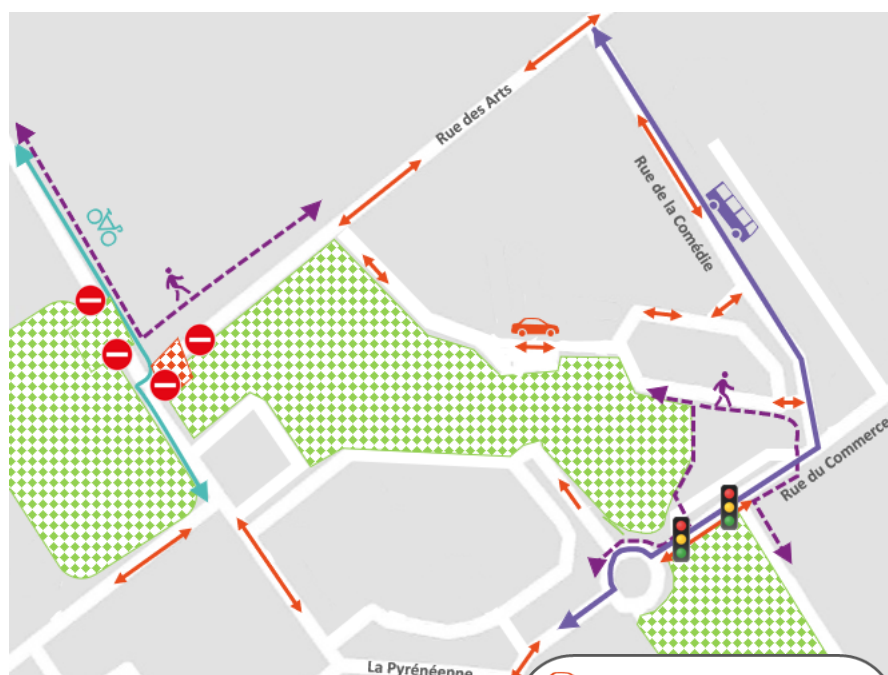 Rue des Arts
Rue de la Comédie
Rue du Commerce
La Pyrénéenne